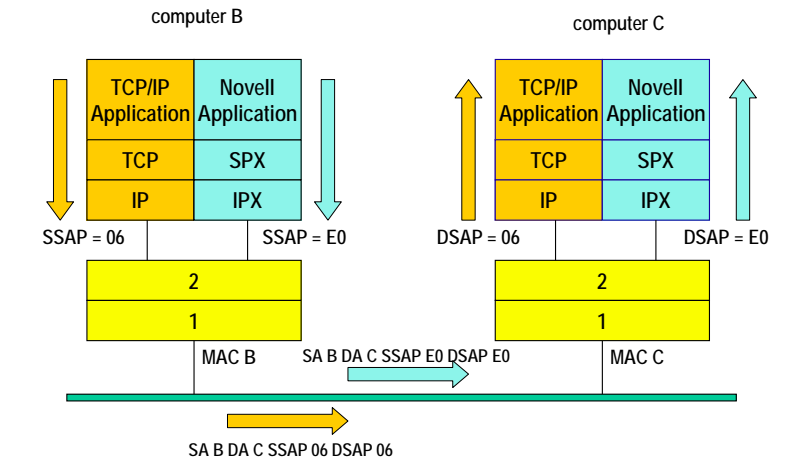 computer B
computer C
TCP/IP
Application
Novell
Application
TCP
SPX
IP
IPX
TCP/IP
Application
Novell
Application
TCP
SPX
IP
IPX
SSAP = 06
SSAP = E0
DSAP = 06
DSAP = E0
2
1
2
1
MAC B
SA B DA C SSAP E0 DSAP E0
MAC C
SA B DA C SSAP 06 DSAP 06